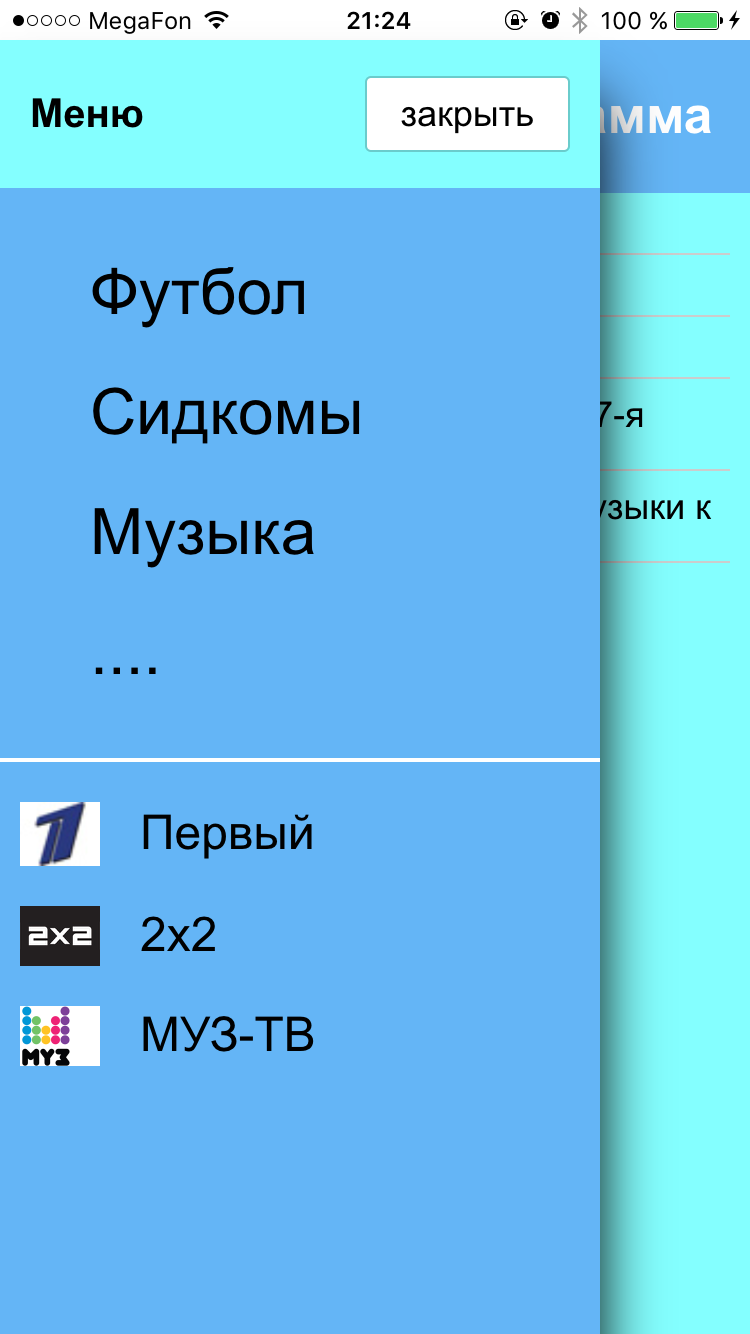 MegaFon 21:24 100 %
Меню закрыть амма
Футбол
Сидкомы
7-я
узыки к
Музыка
....
Первый
2X2 2x2
МУЗ МУЗ-ТВ